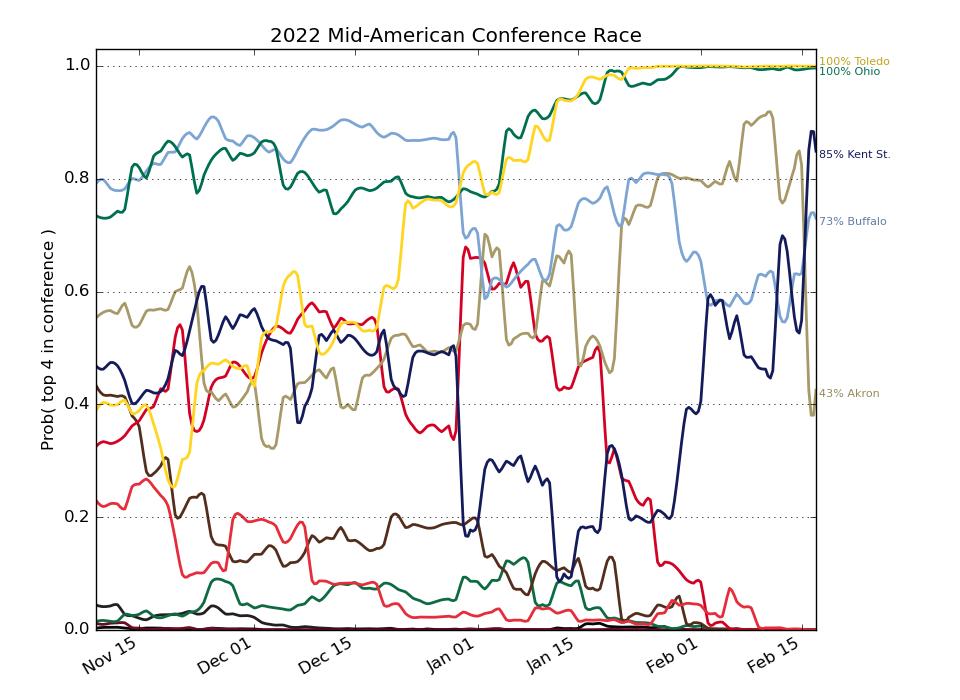 2022 Mid-American Conference Race
Prob( top 4 in conference )
1.0
0.8
0.6
0.4
0.2
0.0
Nov 15
Dec 01
Dec 15
Jan 01
Jan 15
Feb 01
Feb 15
100% Toledo
100% Ohio
85% Kent St.
73% Buffalo
43% Akron